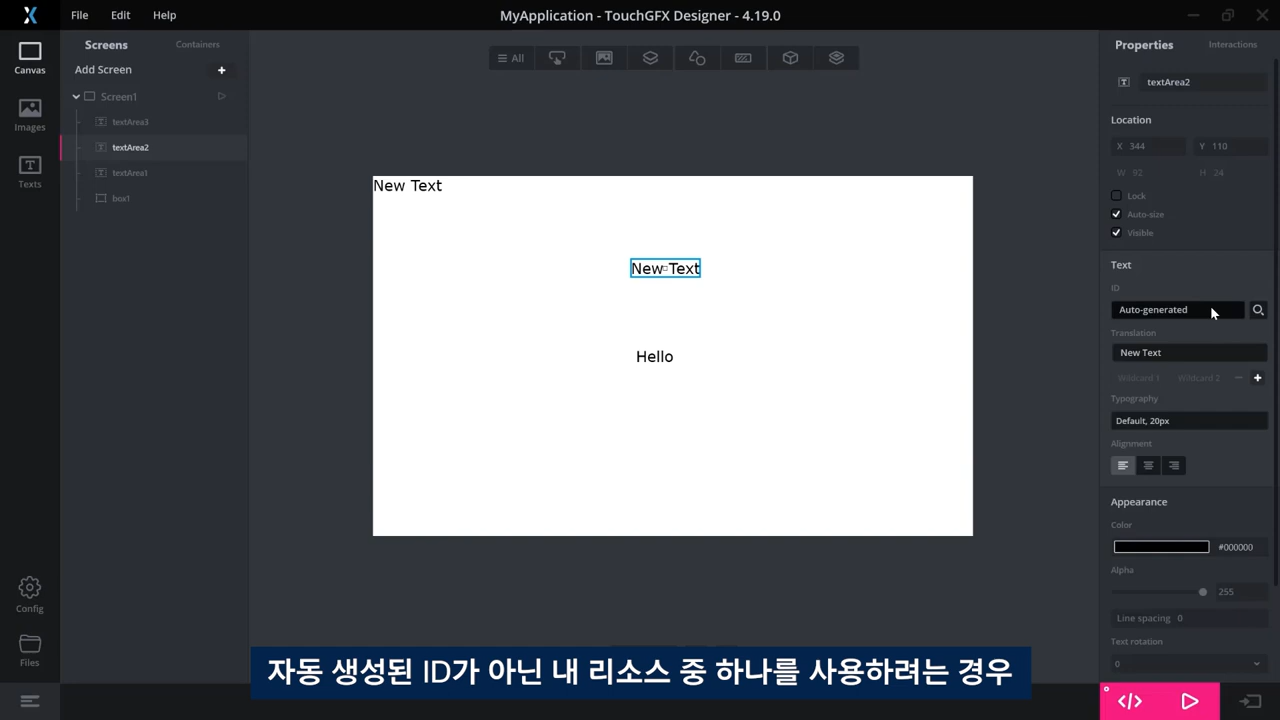 File Edit Help
MyApplication - TouchGFX Designer - 4.19.0
Canvas
Images
Texts
Config
Files
Screens Containers
Add Screen +
Screen1
textArea3
textArea2
textArea1
box1
All
New Text
New Text
Hello
Properties Interactions
textArea2
Location
X 344 Y 110
W 92 H 24
Lock
Auto-size
Visible
Text
ID
Auto-generated
Translation
New Text
Wildcard 1 Wildcard 2 − +
Typography
Default, 20px
Alignment
Appearance
Color
#000000
Alpha
255
Line spacing 0
Text rotation
0
자동 생성된 ID가 아닌 내 리소스 중 하나를 사용하려는 경우